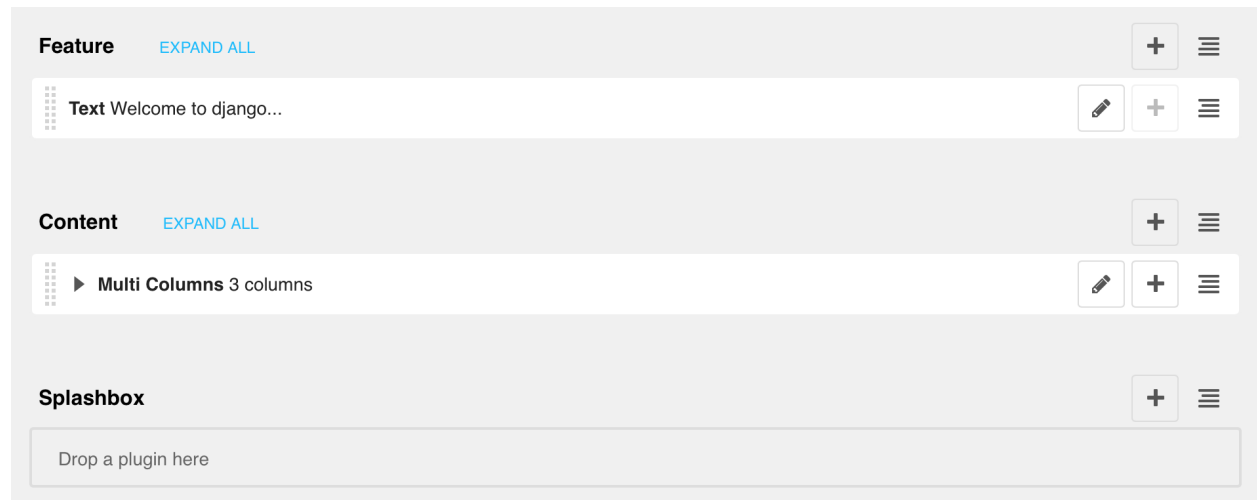 Feature EXPAND ALL
Text Welcome to django...
Content EXPAND ALL
Multi Columns 3 columns
Splashbox
Drop a plugin here